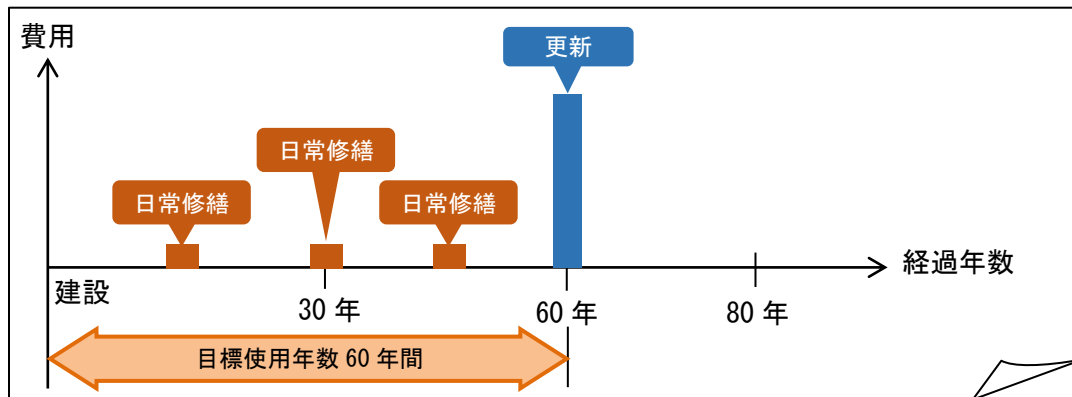 費用
更新
日常修繕
日常修繕
日常修繕
経過年数
建設
30 年
60 年
80 年
目標使用年数 60 年間